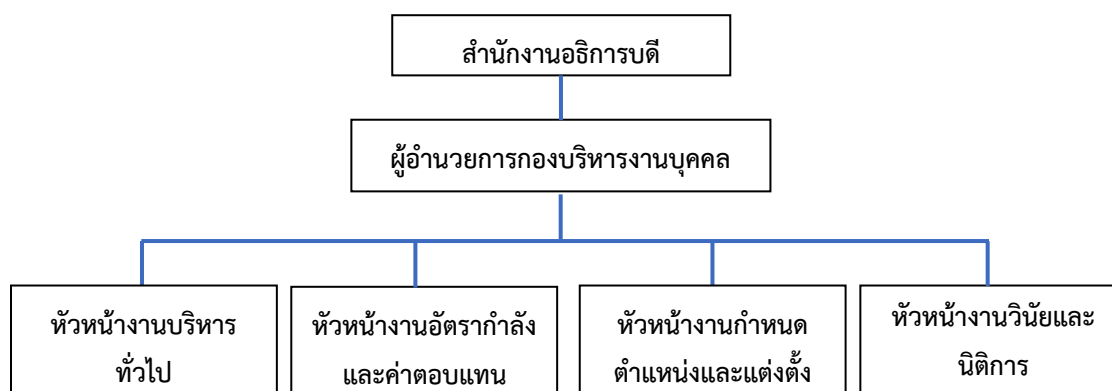 สำนักงานอธิการบดี
ผู้อำนวยการกองบริหารงานบุคคล
หัวหน้างานบริหาร
ทั่วไป
หัวหน้างานอัตรากำลัง
และค่าตอบแทน
หัวหน้างานกำหนด
ตำแหน่งและแต่งตั้ง
หัวหน้างานวินัยและ
นิติการ